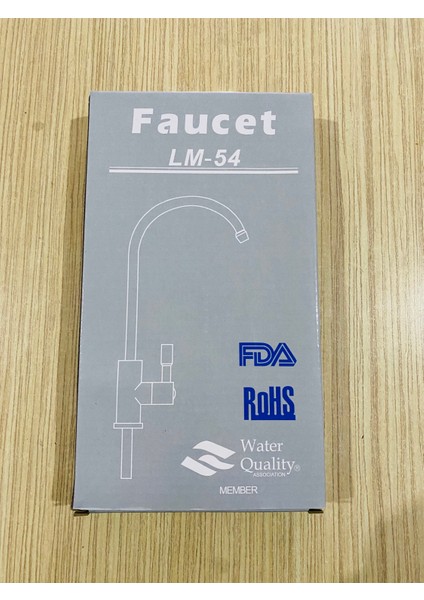 Faucet
LM-54
FDA
RoHS
Water
Quality®
ASSOCIATION
MEMBER